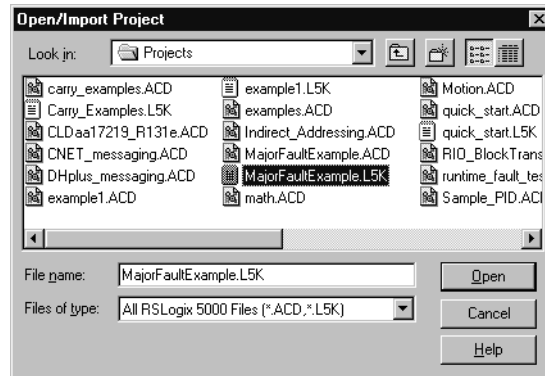 Open/Import Project
Look in: Projects
carry_examples.ACD
Carry_Examples.L5K
CLDaa17219_R131e.ACD
CNET_messaging.ACD
DHplus_messaging.ACD
example1.ACD
example1.L5K
examples.ACD
Indirect_Addressing.ACD
MajorFaultExample.ACD
MajorFaultExample.L5K
math.ACD
Motion.ACD
quick_start.ACD
quick_start.L5K
RIO_BlockTrans
runtime_fault_tes
Sample_PID.ACI
File name: MajorFaultExample.L5K
Open
Files of type: All RSLogix 5000 Files (*.ACD,*.L5K)
Cancel
Help